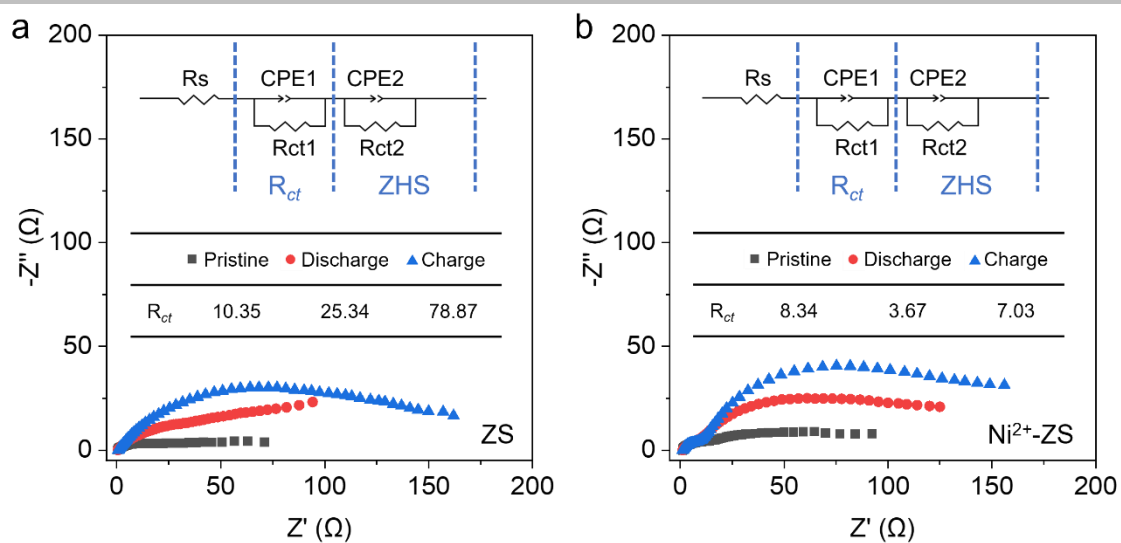 a
200
150
100
50
0
-Z" (Ω)
Rs
CPE1
CPE2
Rct1
Rct2
Rct
ZHS
Pristine Discharge Charge
Rct 10.35 25.34 78.87
ZS
0 50 100 150 200
Z' (Ω)
b
200
150
100
50
0
-Z" (Ω)
Rs
CPE1
CPE2
Rct1
Rct2
Rct
ZHS
Pristine Discharge Charge
Rct 8.34 3.67 7.03
Ni²⁺-ZS
0 50 100 150 200
Z' (Ω)